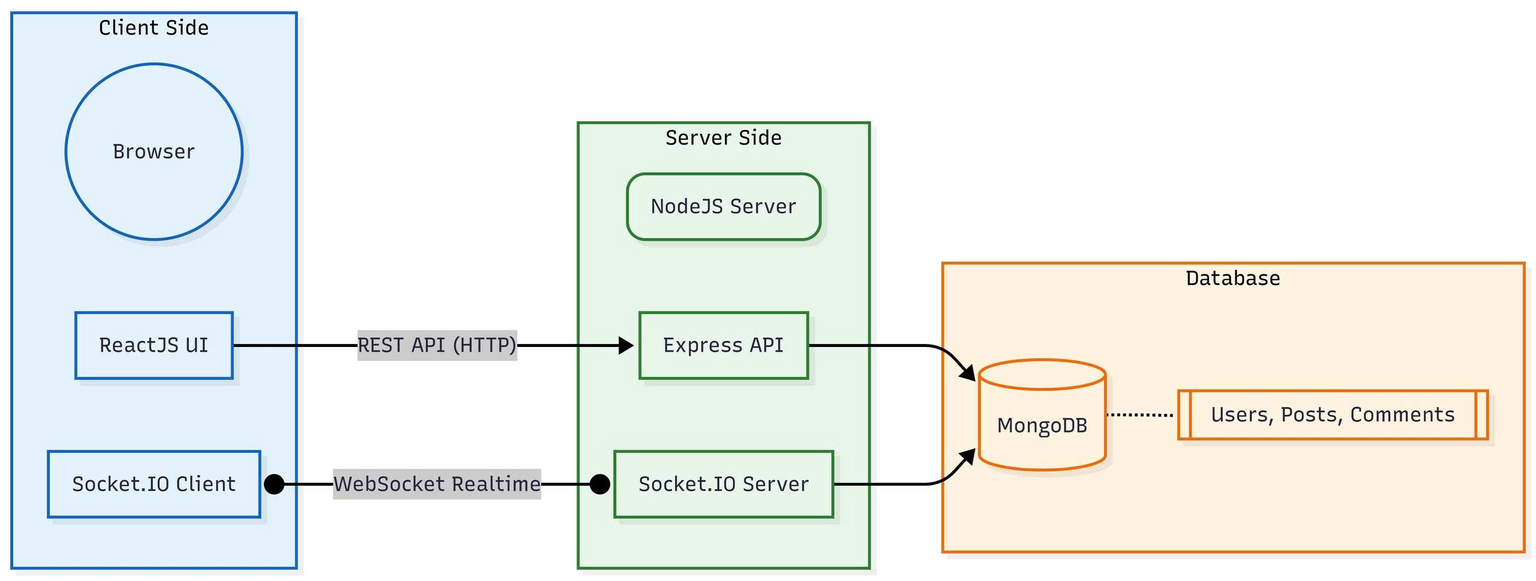 Client Side
Browser
ReactJS UI
Socket.IO Client
REST API (HTTP)
WebSocket Realtime
Server Side
NodeJS Server
Express API
Socket.IO Server
Database
MongoDB
Users, Posts, Comments